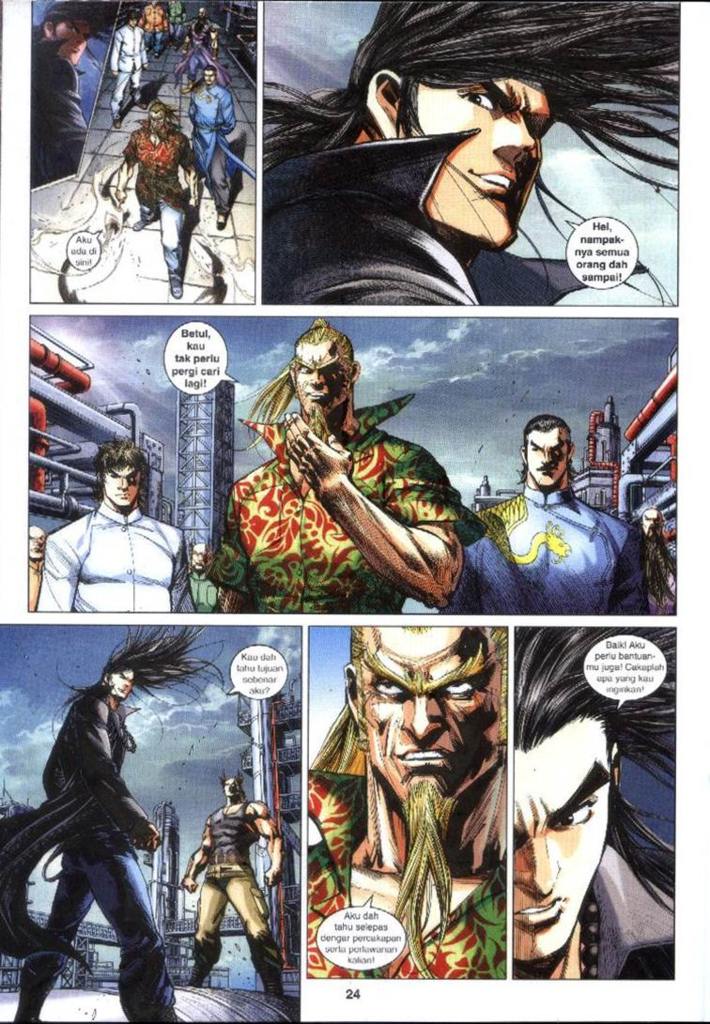 Aku
ada di
sini!
Hei,
nampak-
nya semua
orang dah
sampai!
Betul,
kau
tak perlu
pergi cari
lagi!
Kau dah
tahu tujuan
sebenar
aku?
Aku dah
tahu selepas
dengar percakapan
serta perlawanan
kalian!
Baik! Aku
perlu bantuan-
mu juga! Cakaplah
apa yang kau
inginkan!
24